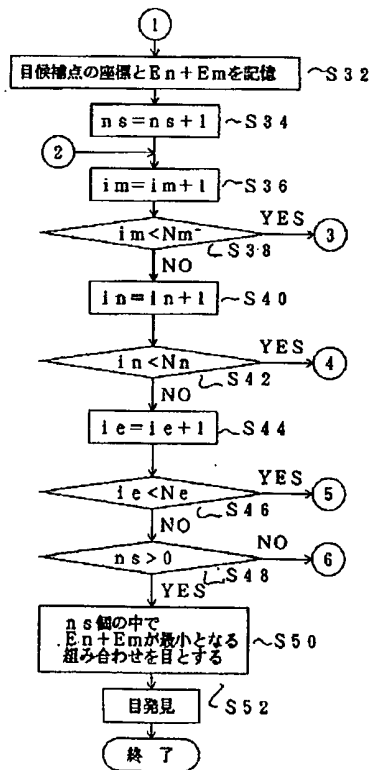 1
目候補点の座標とEn+Emを記憶 S32
ns=ns+1 S34
2
im=im+1 S36
im<Nm YES 3
S38
NO
in=in+1 S40
in<Nn YES 4
S42
NO
ie=ie+1 S44
ie<Ne YES 5
S46
NO
ns>0 NO 6
S48
YES
ns個の中で
En+Emが最小となる
組み合わせを目とする S50
目発見 S52
終了